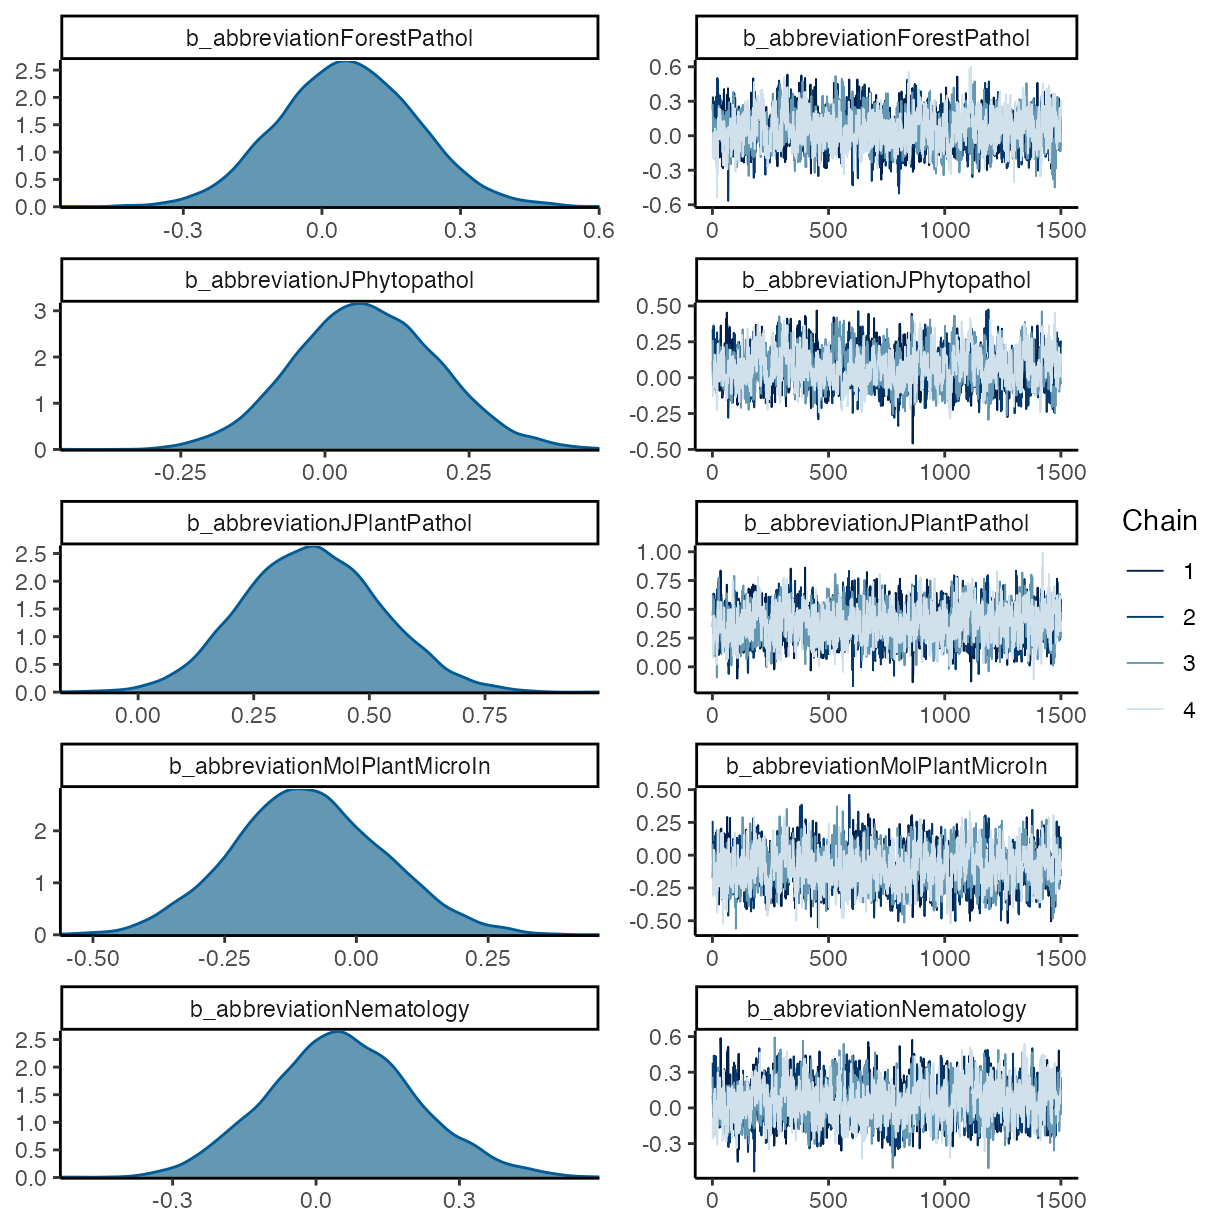 b_abbreviationForestPathol
2.5
2.0
1.5
1.0
0.5
0.0
-0.3 0.0 0.3 0.6
b_abbreviationForestPathol
0.6
0.3
0.0
-0.3
-0.6
0 500 1000 1500
b_abbreviationJPhytopathol
3
2
1
0
-0.25 0.00 0.25
b_abbreviationJPhytopathol
0.50
0.25
0.00
-0.25
-0.50
0 500 1000 1500
b_abbreviationJPlantPathol
2.5
2.0
1.5
1.0
0.5
0.0
0.00 0.25 0.50 0.75
b_abbreviationJPlantPathol
1.00
0.75
0.50
0.25
0.00
0 500 1000 1500
b_abbreviationMolPlantMicroIn
2
1
0
-0.50 -0.25 0.00 0.25
b_abbreviationMolPlantMicroIn
0.50
0.25
0.00
-0.25
-0.50
0 500 1000 1500
b_abbreviationNematology
2.5
2.0
1.5
1.0
0.5
0.0
-0.3 0.0 0.3
b_abbreviationNematology
0.6
0.3
0.0
-0.3
0 500 1000 1500
Chain
1
2
3
4